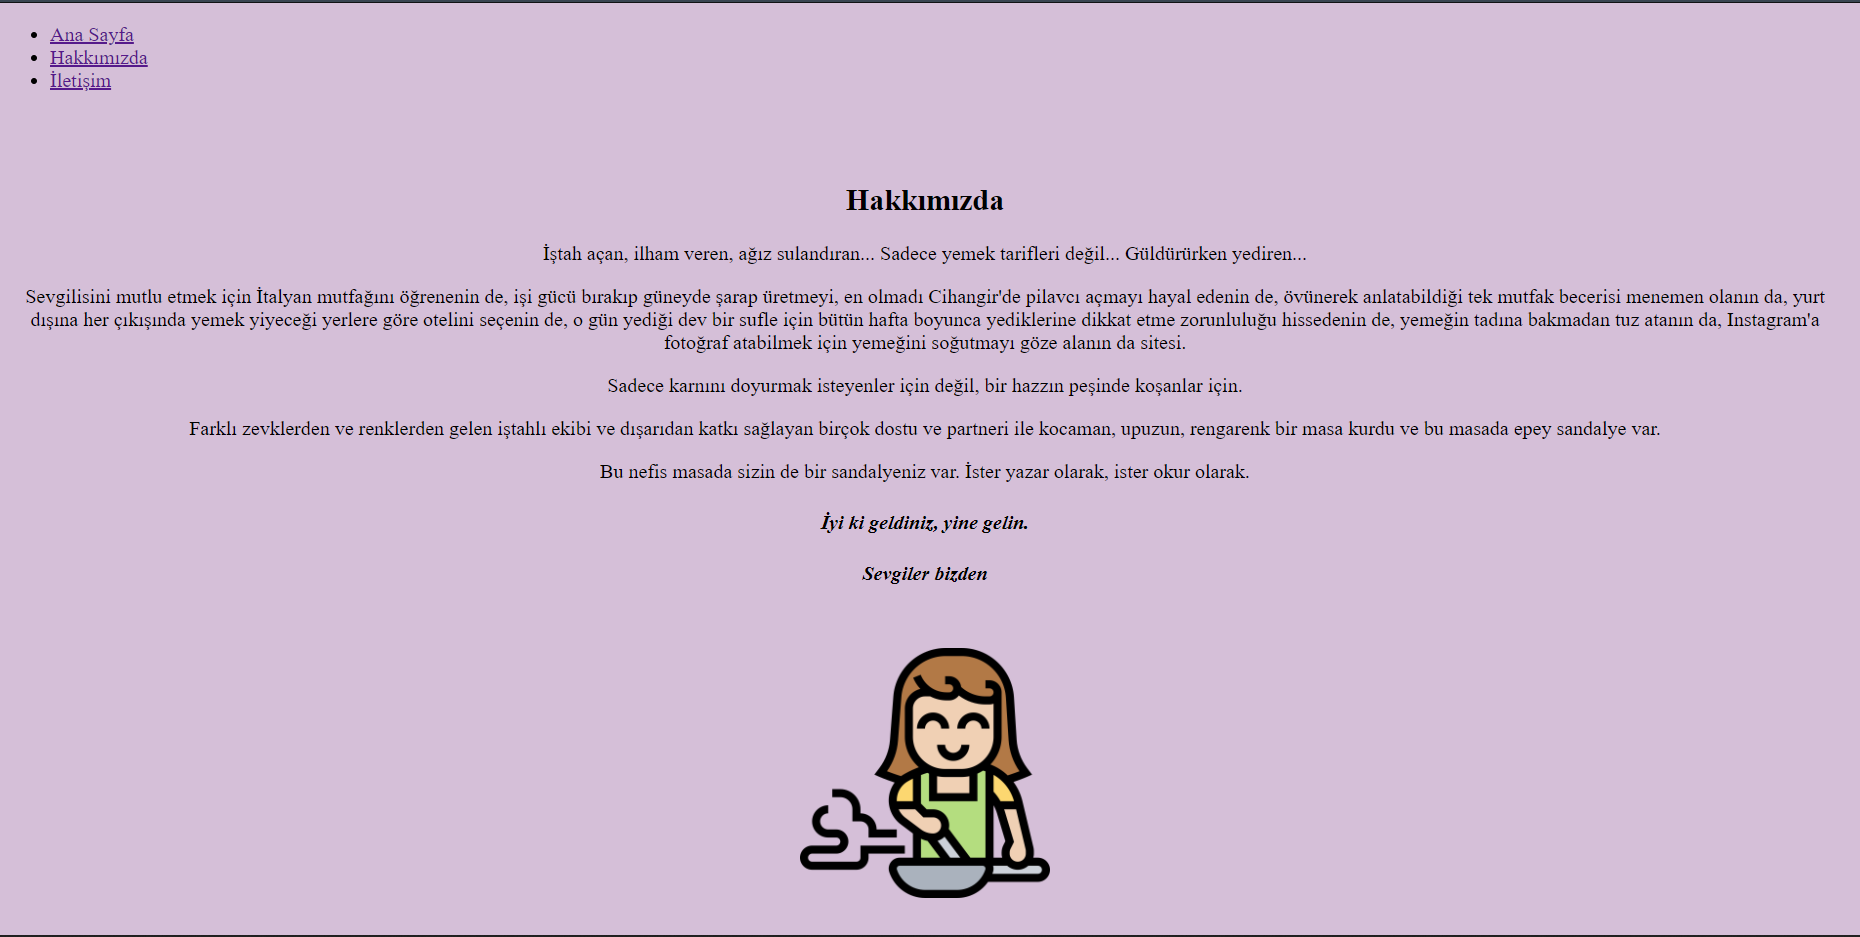 Ana Sayfa
Hakkımızda
İletişim
Hakkımızda
İştah açan, ilham veren, ağız sulandıran... Sadece yemek tarifleri değil... Güldürürken yediren...
Sevgilisini mutlu etmek için İtalyan mutfağını öğrenenin de, işi gücü bırakıp güneyde şarap üretmeyi, en olmadı Cihangir'de pilavcı açmayı hayal edenin de, övünerek anlatabildiği tek mutfak becerisi menemen olanın da, yurt
dışına her çıkışında yemek yiyeceği yerlere göre otelini seçenin de, o gün yediği dev bir sufle için bütün hafta boyunca yediklerine dikkat etme zorunluluğu hissedenin de, yemeğin tadına bakmadan tuz atanın da, Instagram'a
fotoğraf atabilmek için yemeğini soğutmayı göze alanın da sitesi.
Sadece karnını doyurmak isteyenler için değil, bir hazzın peşinde koşanlar için.
Farklı zevklerden ve renklerden gelen iştahlı ekibi ve dışarıdan katkı sağlayan birçok dostu ve partneri ile kocaman, upuzun, rengarenk bir masa kurdu ve bu masada epey sandalye var.
Bu nefis masada sizin de bir sandalyeniz var. İster yazar olarak, ister okur olarak.
İyi ki geldiniz, yine gelin.
Sevgiler bizden